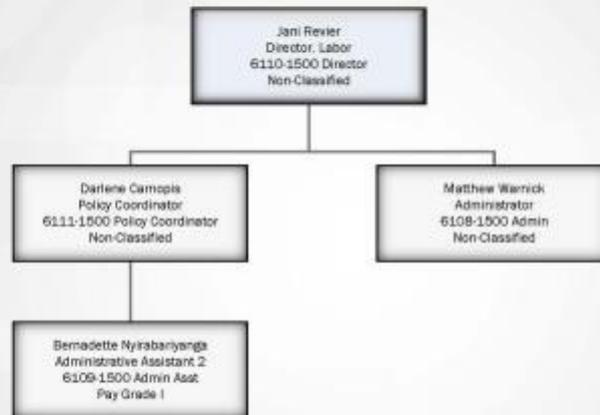 Jani Revier
Director, Labor
6110-1500 Director
Non-Classified
Darlene Carnopis
Policy Coordinator
6111-1500 Policy Coordinator
Non-Classified
Matthew Warnick
Administrator
6108-1500 Admin
Non-Classified
Bernadette Nyirabariyanga
Administrative Assistant 2
6109-1500 Admin Asst
Pay Grade I